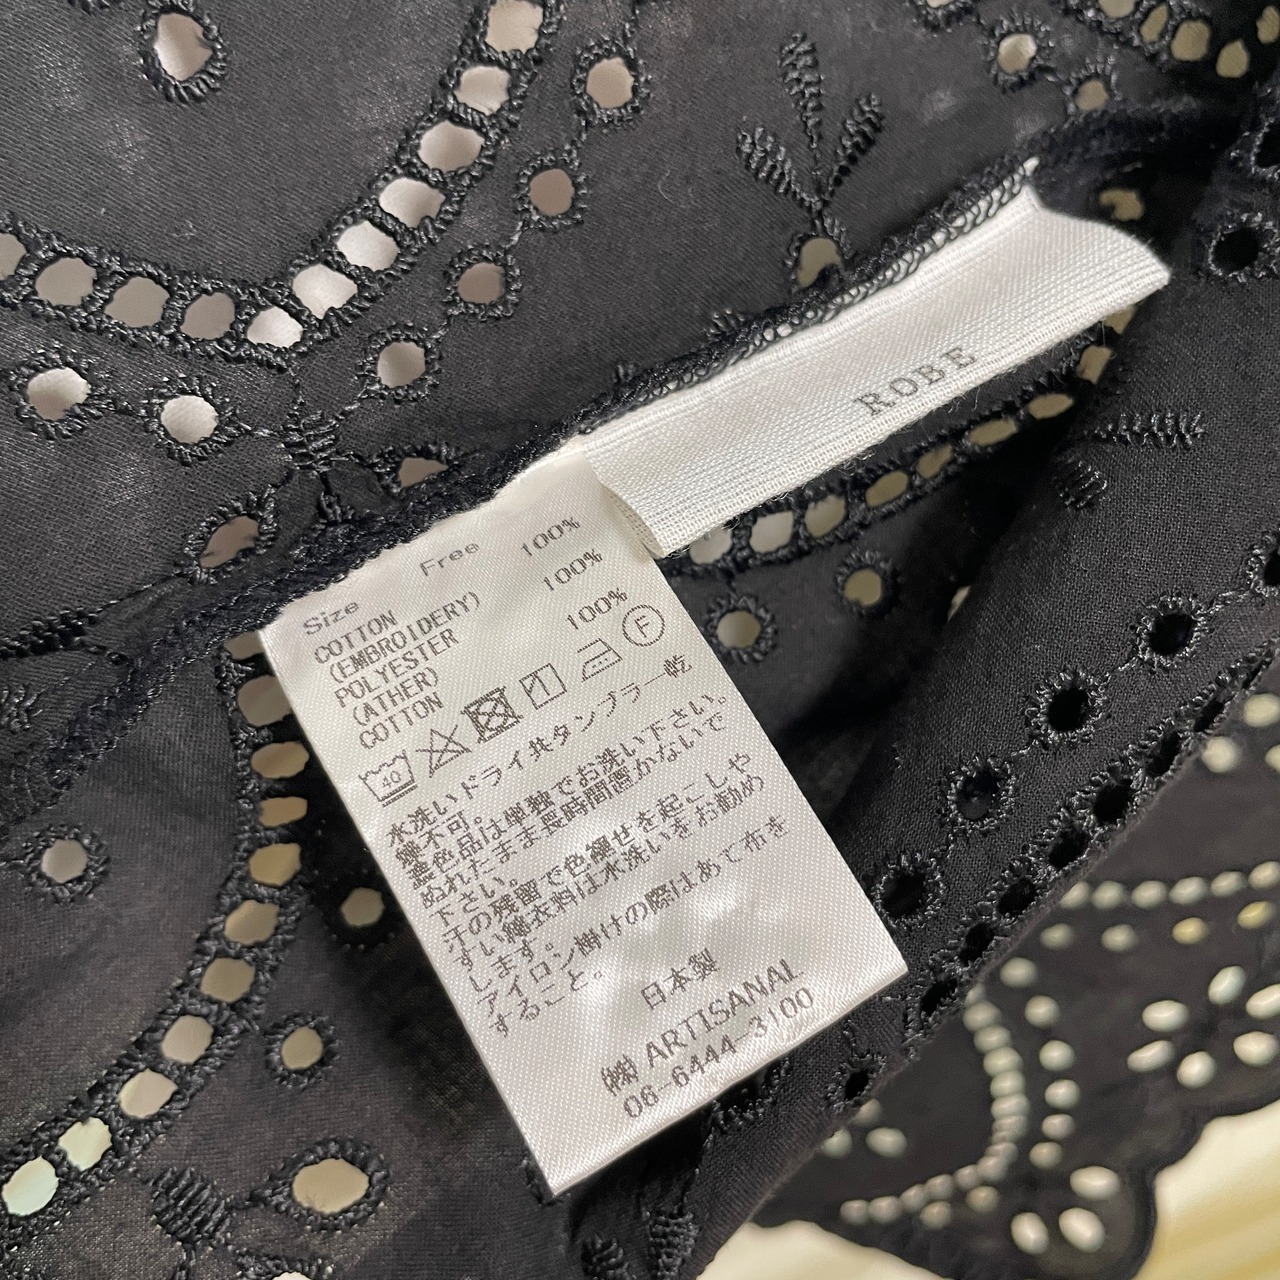 ROBE
Size Free
COTTON 100%
(EMBROIDERY)
POLYESTER 100%
(ATHER)
COTTON 100%
40
F
水洗いドライ共タンブラー乾
燥不可。
濃色品は単独でお洗い下さい。
ぬれたまま長時間置かないで
下さい。
汗の残留で色褪せを起こしや
すい繊衣料は水洗いをお勧め
します。
アイロン掛けの際はあて布を
すること。
日本製
㈱ ARTISANAL
06-6444-3100